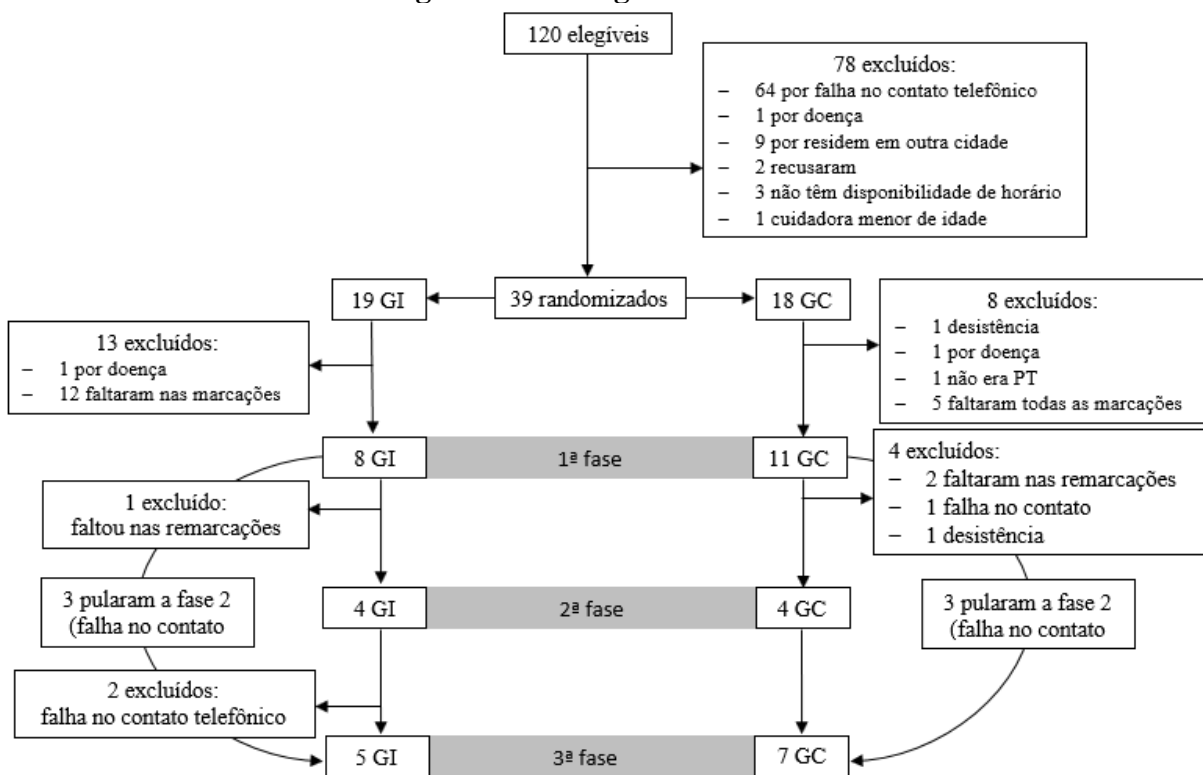 120 elegíveis
78 excluídos:
– 64 por falha no contato telefônico
– 1 por doença
– 9 por residem em outra cidade
– 2 recusaram
– 3 não têm disponibilidade de horário
– 1 cuidadora menor de idade
19 GI
39 randomizados
18 GC
13 excluídos:
– 1 por doença
– 12 faltaram nas marcações
8 excluídos:
– 1 desistência
– 1 por doença
– 1 não era PT
– 5 faltaram todas as marcações
8 GI
1ª fase
11 GC
1 excluído:
faltou nas remarcações
4 excluídos:
– 2 faltaram nas remarcações
– 1 falha no contato
– 1 desistência
3 pularam a fase 2
(falha no contato
4 GI
2ª fase
4 GC
3 pularam a fase 2
(falha no contato
2 excluídos:
falha no contato telefônico
5 GI
3ª fase
7 GC